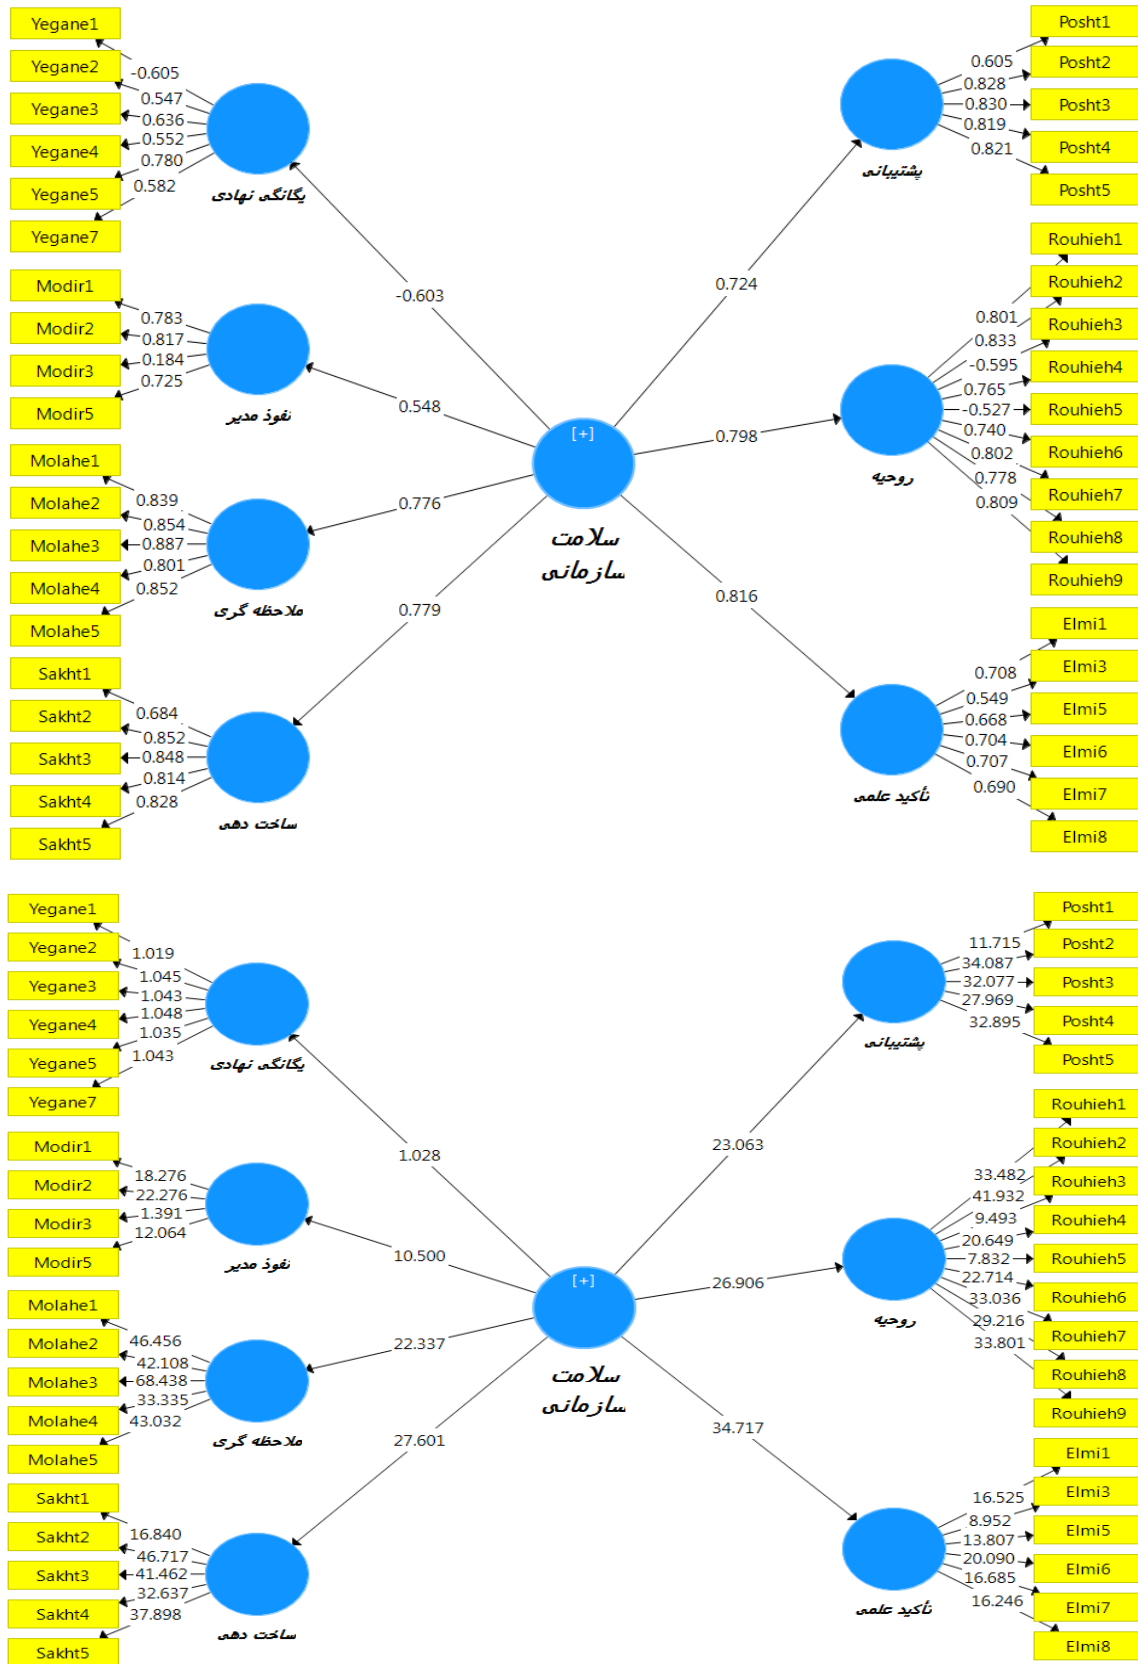 Yegane1
Yegane2
Yegane3
Yegane4
Yegane5
Yegane7
-0.605
0.547
0.636
0.552
0.780
0.582
یگانگی نهادی
Modir1
Modir2
Modir3
Modir5
0.783
0.817
0.184
0.725
نفوذ مدیر
Molahe1
Molahe2
Molahe3
Molahe4
Molahe5
0.839
0.854
0.887
0.801
0.852
ملاحظه گری
Sakht1
Sakht2
Sakht3
Sakht4
Sakht5
0.684
0.852
0.848
0.814
0.828
ساخت دهی
-0.603
0.548
0.776
0.779
[+]
سلامت
سازمانی
0.724
0.798
0.816
پشتیبانی
0.605
0.828
0.830
0.819
0.821
Posht1
Posht2
Posht3
Posht4
Posht5
روحیه
0.801
0.833
-0.595
0.765
-0.527
0.740
0.802
0.778
0.809
Rouhieh1
Rouhieh2
Rouhieh3
Rouhieh4
Rouhieh5
Rouhieh6
Rouhieh7
Rouhieh8
Rouhieh9
تأکید علمی
0.708
0.549
0.668
0.704
0.707
0.690
Elmi1
Elmi3
Elmi5
Elmi6
Elmi7
Elmi8
Yegane1
Yegane2
Yegane3
Yegane4
Yegane5
Yegane7
1.019
1.045
1.043
1.048
1.035
1.043
یگانگی نهادی
Modir1
Modir2
Modir3
Modir5
18.276
22.276
1.391
12.064
نفوذ مدیر
Molahe1
Molahe2
Molahe3
Molahe4
Molahe5
46.456
42.108
68.438
33.335
43.032
ملاحظه گری
Sakht1
Sakht2
Sakht3
Sakht4
Sakht5
16.840
46.717
41.462
32.637
37.898
ساخت دهی
1.028
10.500
22.337
27.601
[+]
سلامت
سازمانی
23.063
26.906
34.717
پشتیبانی
11.715
34.087
32.077
27.969
32.895
Posht1
Posht2
Posht3
Posht4
Posht5
روحیه
33.482
41.932
9.493
20.649
7.832
22.714
33.036
29.216
33.801
Rouhieh1
Rouhieh2
Rouhieh3
Rouhieh4
Rouhieh5
Rouhieh6
Rouhieh7
Rouhieh8
Rouhieh9
تأکید علمی
16.525
8.952
13.807
20.090
16.685
16.246
Elmi1
Elmi3
Elmi5
Elmi6
Elmi7
Elmi8